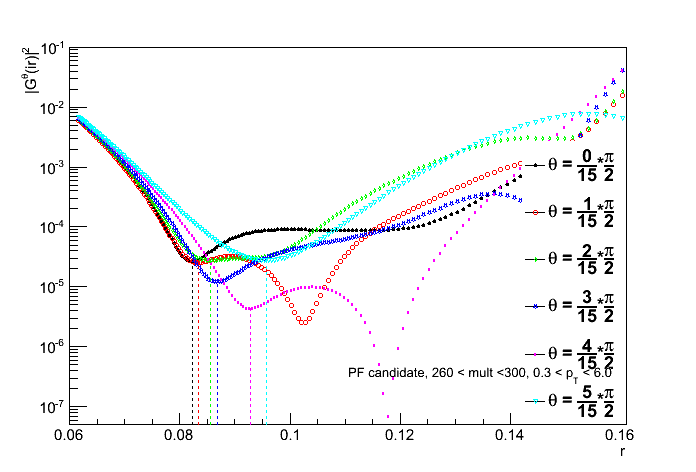 |G^θ(ir)|²
10⁻¹
10⁻²
10⁻³
10⁻⁴
10⁻⁵
10⁻⁶
10⁻⁷
θ = 0/15 * π/2
θ = 1/15 * π/2
θ = 2/15 * π/2
θ = 3/15 * π/2
θ = 4/15 * π/2
PF candidate, 260 < mult <300, 0.3 < p_T < 6.0
θ = 5/15 * π/2
0.06 0.08 0.1 0.12 0.14 0.16
r